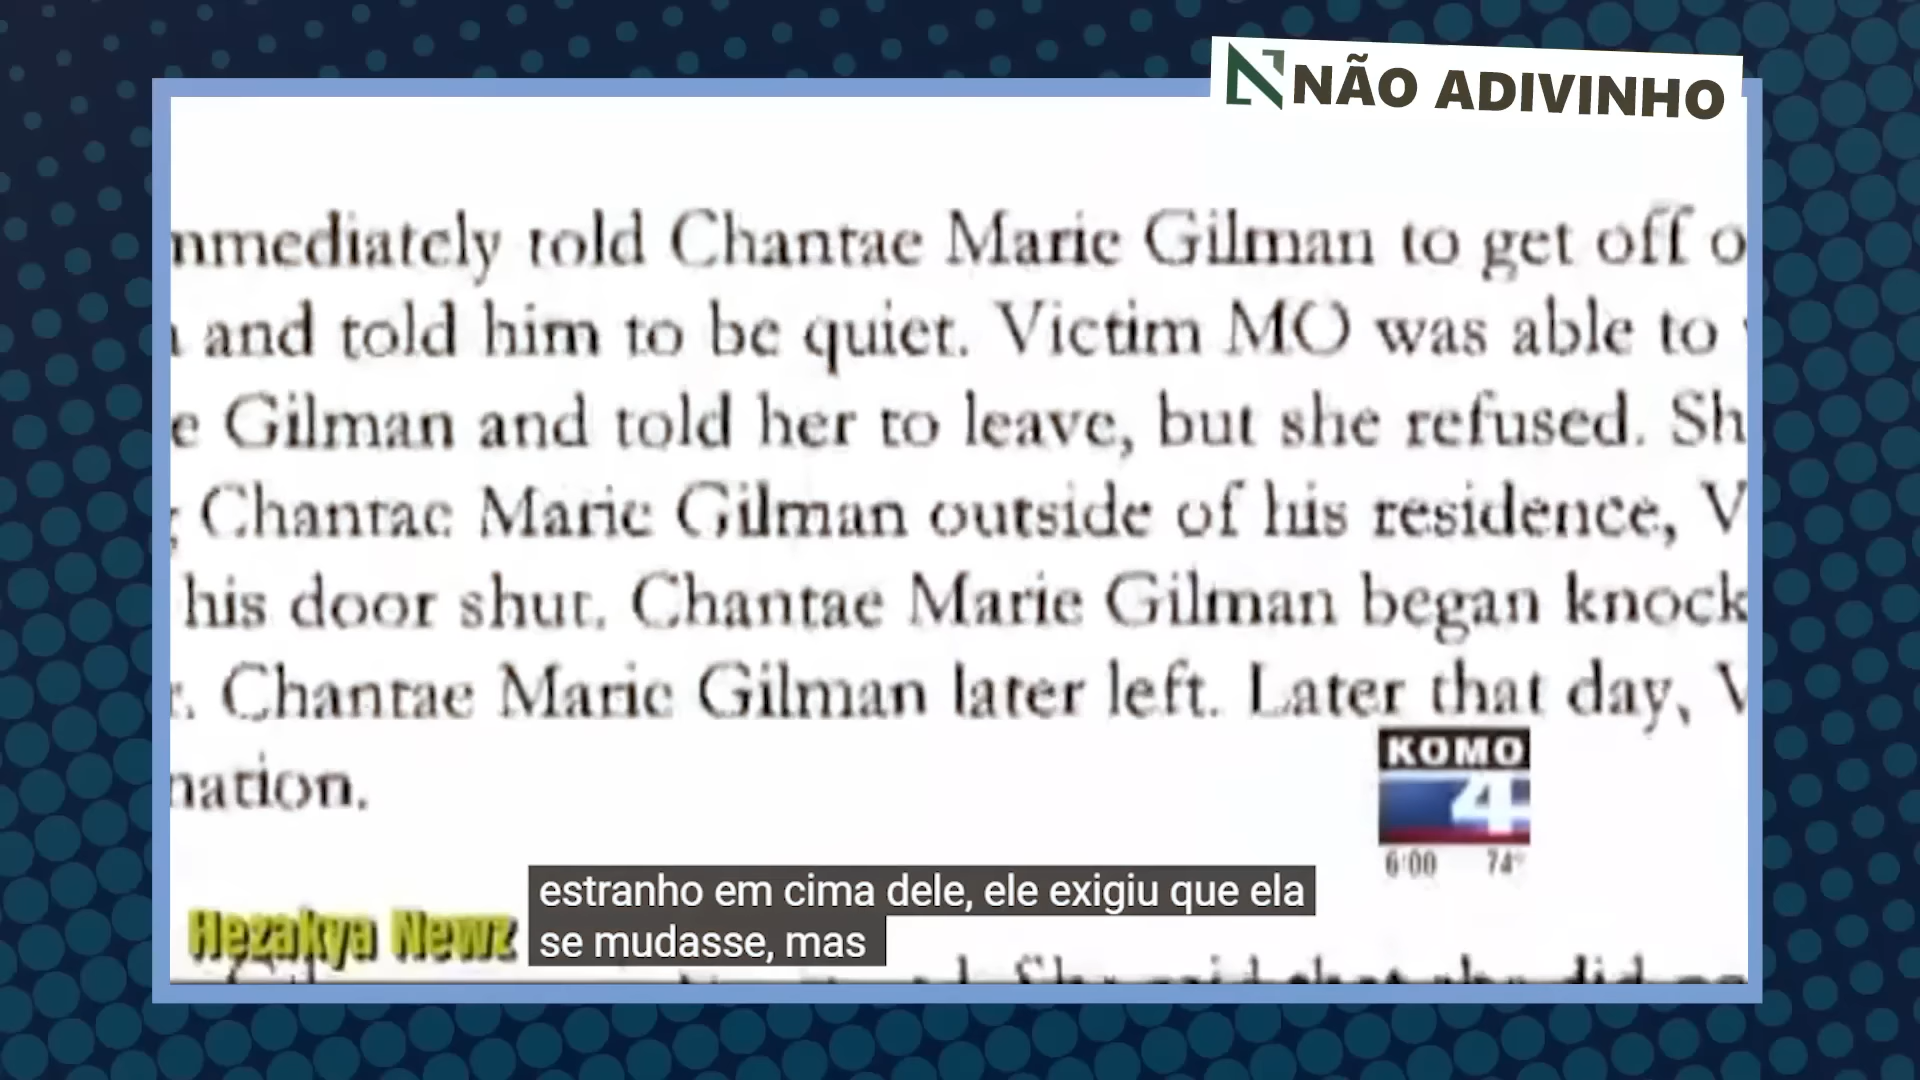 NÃO ADIVINHO
mmediately told Chantae Marie Gilman to get off o
and told him to be quiet. Victim MO was able to
e Gilman and told her to leave, but she refused. Sh
Chantae Marie Gilman outside of his residence, V
his door shut. Chantae Marie Gilman began knock
. Chantae Marie Gilman later left. Later that day, V
nation.
KOMO
4
6:00 74°
estranho em cima dele, ele exigiu que ela
se mudasse, mas
Hezakya Newz